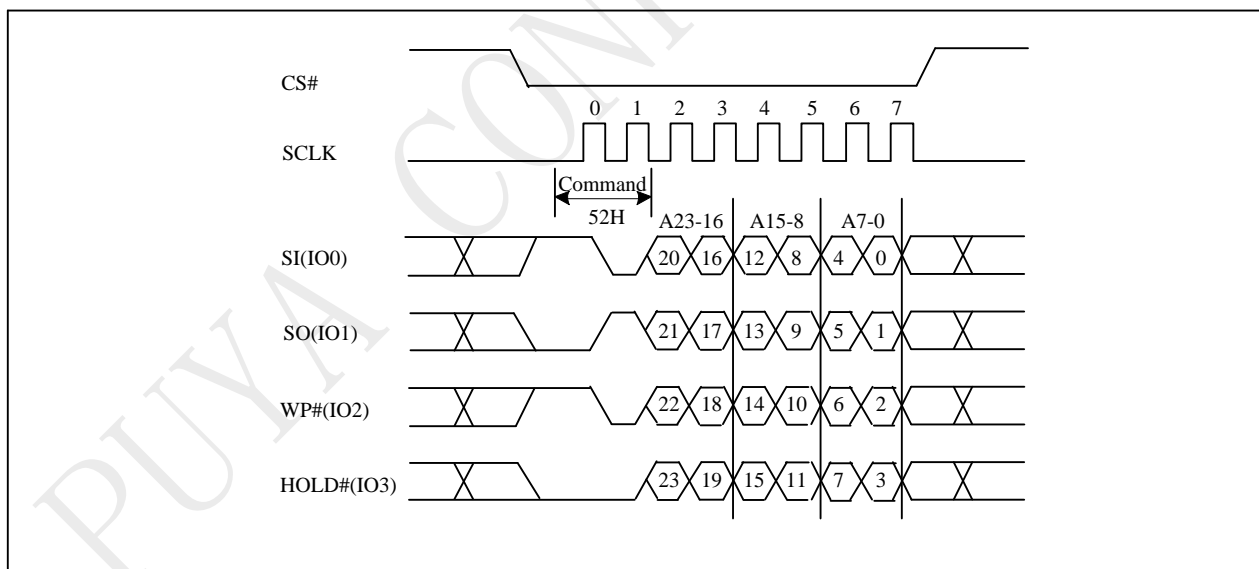 PUYA CON
CS#
0 1 2 3 4 5 6 7
SCLK
Command
52H
A23-16 A15-8 A7-0
SI(IO0) 20 16 12 8 4 0
SO(IO1) 21 17 13 9 5 1
WP#(IO2) 22 18 14 10 6 2
HOLD#(IO3) 23 19 15 11 7 3